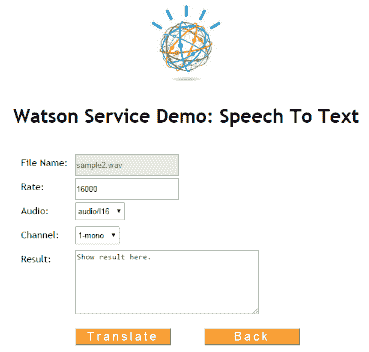 Watson Service Demo: Speech To Text
File Name: sample2.wav
Rate: 16000
Audio: audio/l16
Channel: 1-mono
Result: Show result here.
Translate Back